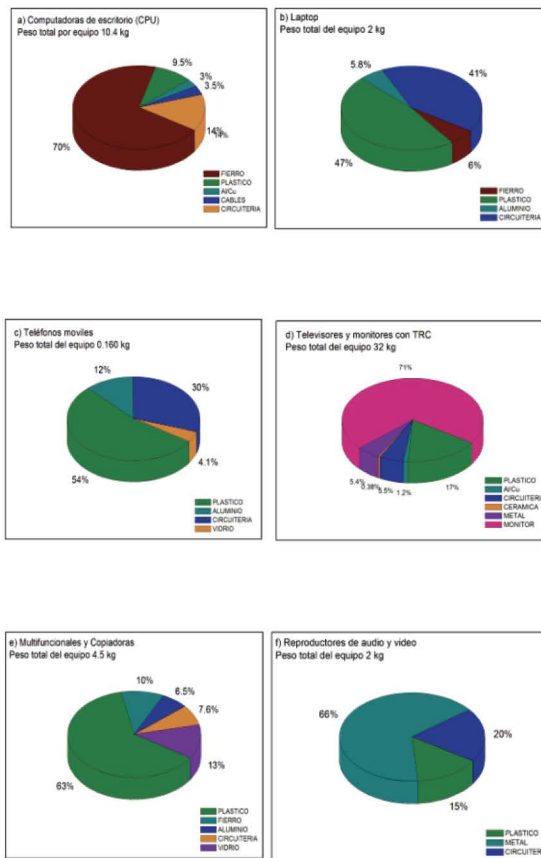 a) Computadoras de escritorio (CPU)
Peso total por equipo 10.4 kg
9.5%
3%
3.5%
14%
14%
70%
FIERRO
PLASTICO
Al/Cu
CABLES
CIRCUITERIA
b) Laptop
Peso total del equipo 2 kg
5.8%
41%
47%
6%
FIERRO
PLASTICO
ALUMINIO
CIRCUITERIA
c) Teléfonos moviles
Peso total del equipo 0.160 kg
12%
30%
4.1%
54%
PLASTICO
ALUMINIO
CIRCUITERIA
VIDRIO
d) Televisores y monitores con TRC
Peso total del equipo 32 kg
71%
5.4%
0.38%
5.5%
1.2%
17%
PLASTICO
Al/Cu
CIRCUITERIA
CERAMICA
METAL
MONITOR
e) Multifuncionales y Copiadoras
Peso total del equipo 4.5 kg
10%
6.5%
7.6%
13%
63%
PLASTICO
FIERRO
ALUMINIO
CIRCUITERIA
VIDRIO
f) Reproductores de audio y video
Peso total del equipo 2 kg
66%
20%
15%
PLASTICO
METAL
CIRCUITER